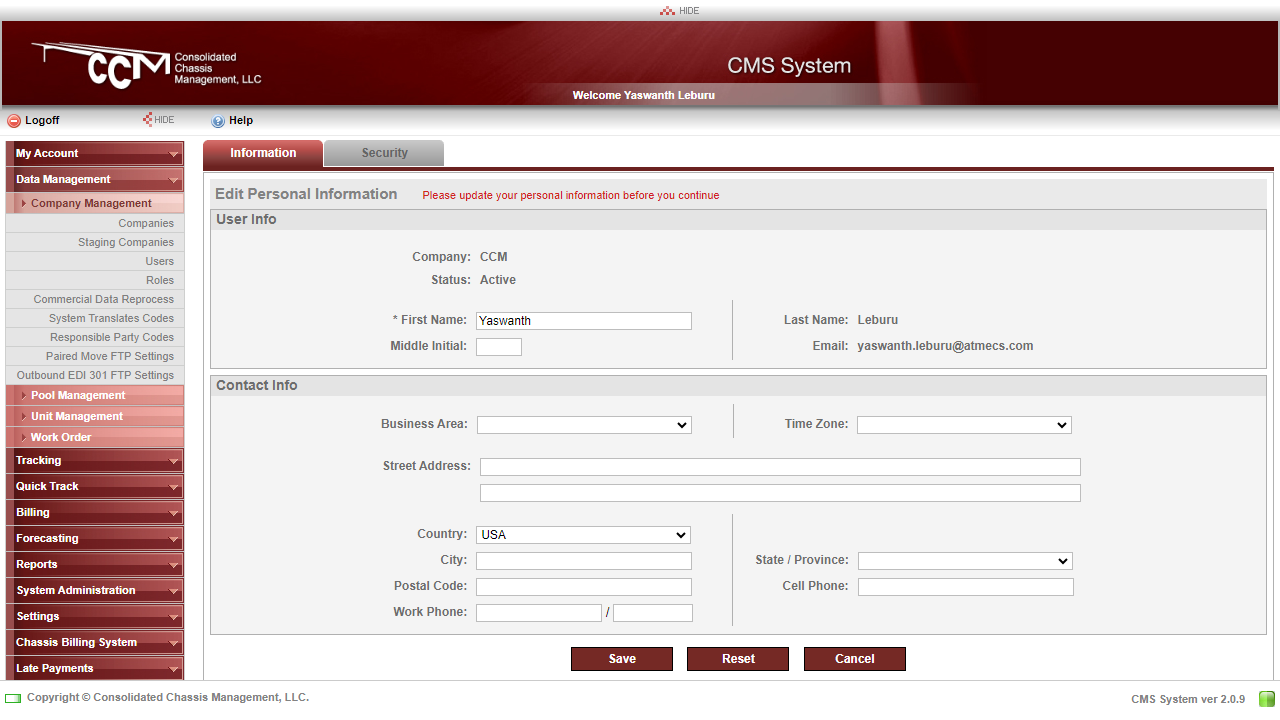 HIDE
CCM Consolidated
Chassis
Management, LLC
CMS System
Welcome Yaswanth Leburu
Logoff
HIDE
Help
My Account
Data Management
Company Management
Companies
Staging Companies
Users
Roles
Commercial Data Reprocess
System Translates Codes
Responsible Party Codes
Paired Move FTP Settings
Outbound EDI 301 FTP Settings
Pool Management
Unit Management
Work Order
Tracking
Quick Track
Billing
Forecasting
Reports
System Administration
Settings
Chassis Billing System
Late Payments
Information
Security
Edit Personal Information Please update your personal information before you continue
User Info
Company: CCM
Status: Active
* First Name: Yaswanth
Last Name: Leburu
Middle Initial:
Email: yaswanth.leburu@atmecs.com
Contact Info
Business Area:
Time Zone:
Street Address:
Country: USA
City:
State / Province:
Postal Code:
Cell Phone:
Work Phone: /
Save
Reset
Cancel
Copyright © Consolidated Chassis Management, LLC.
CMS System ver 2.0.9